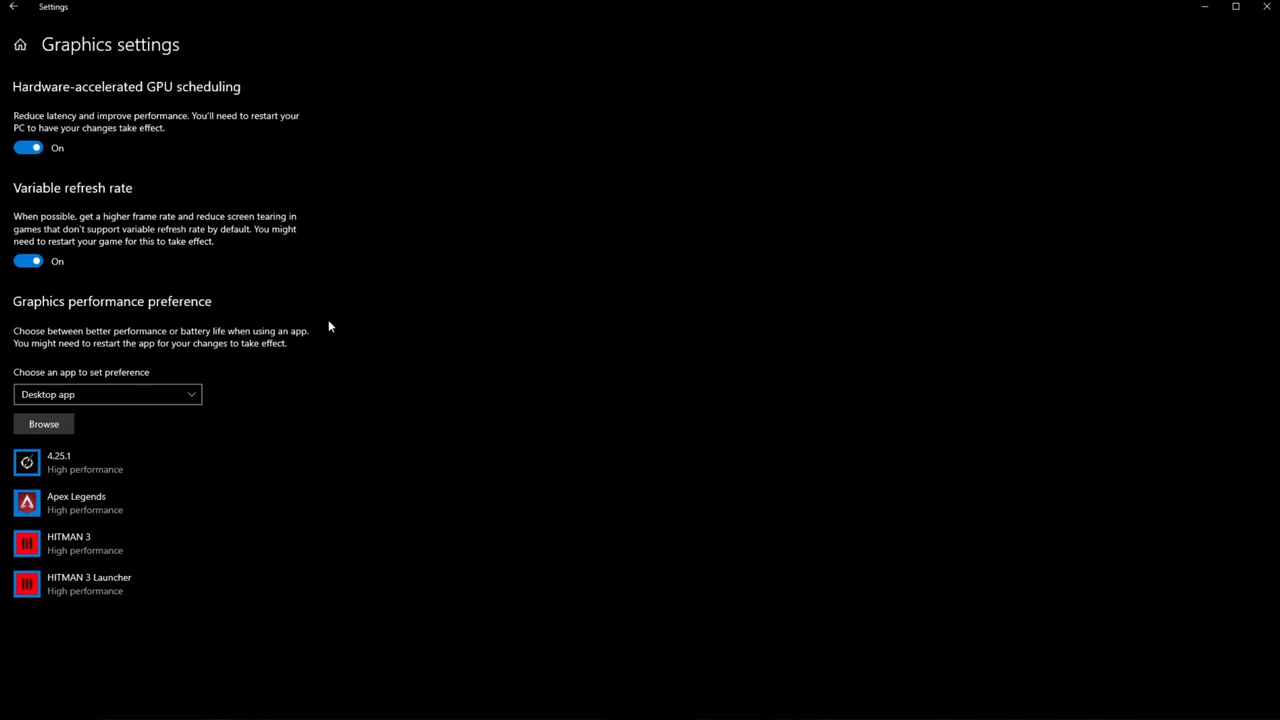 Settings
Graphics settings
Hardware-accelerated GPU scheduling
Reduce latency and improve performance. You'll need to restart your
PC to have your changes take effect.
On
Variable refresh rate
When possible, get a higher frame rate and reduce screen tearing in
games that don't support variable refresh rate by default. You might
need to restart your game for this to take effect.
On
Graphics performance preference
Choose between better performance or battery life when using an app.
You might need to restart the app for your changes to take effect.
Choose an app to set preference
Desktop app
Browse
4.25.1
High performance
Apex Legends
High performance
HITMAN 3
High performance
HITMAN 3 Launcher
High performance